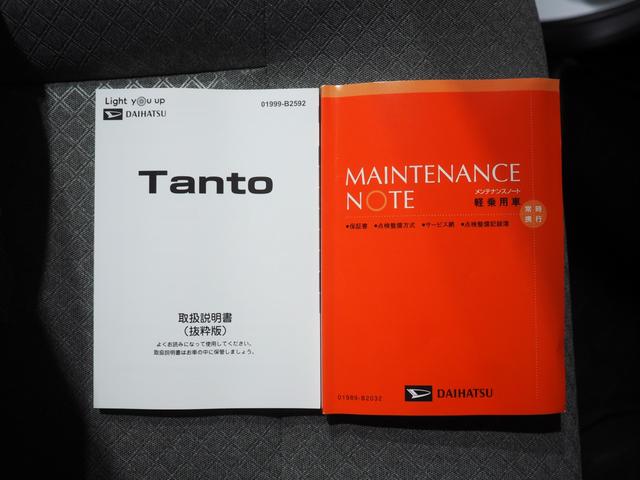 Light you up
DAIHATSU
01999-B2592
Tanto
取扱説明書
(抜粋版)
よくお読みになって使用してください。
取扱説明書はお車の中に保管しましょう。
MAINTENANCE
NOTE
メンテナンスノート
軽乗用車
常時
携行
●保証書 ●点検整備方式 ●サービス網 ●点検整備記録簿
01989-B2032
DAIHATSU